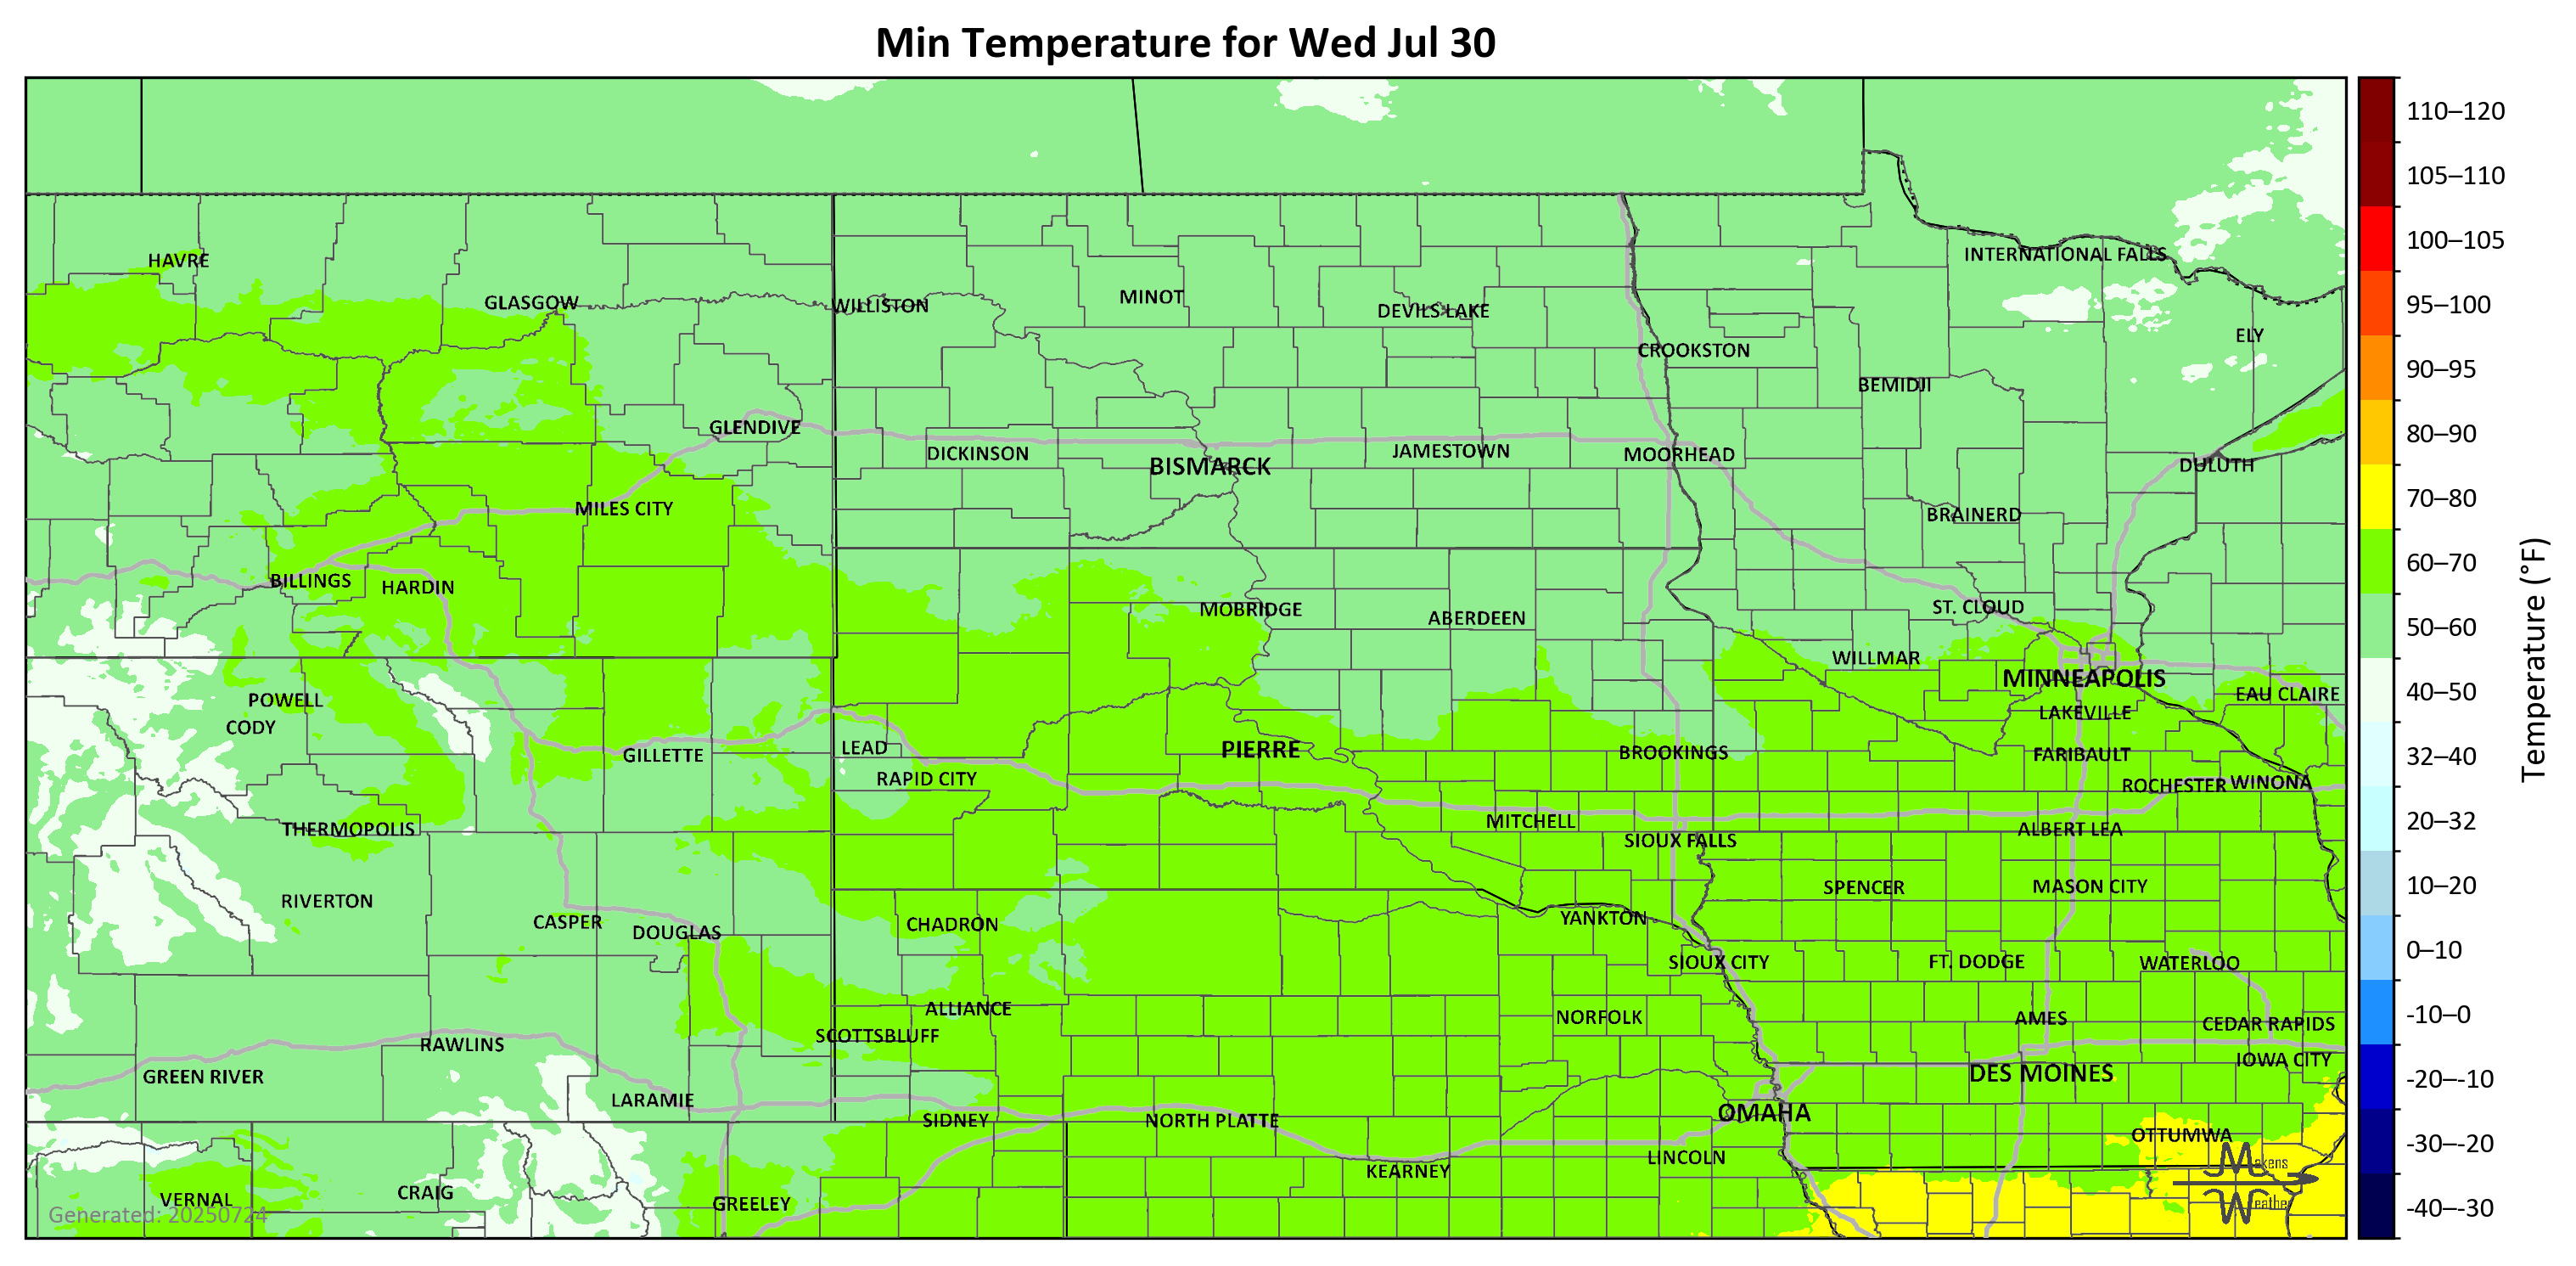 Min Temperature for Wed Jul 30
HAVRE
GLASGOW
WILLISTON
MINOT
DEVILS LAKE
CROOKSTON
INTERNATIONAL FALLS
ELY
BEMIDJI
GLENDIVE
DICKINSON
BISMARCK
JAMESTOWN
MOORHEAD
DULUTH
MILES CITY
BRAINERD
BILLINGS
HARDIN
MOBRIDGE
ABERDEEN
ST. CLOUD
WILLMAR
MINNEAPOLIS
EAU CLAIRE
POWELL
CODY
LAKEVILLE
GILLETTE
LEAD
RAPID CITY
PIERRE
BROOKINGS
FARIBAULT
ROCHESTER
WINONA
THERMOPOLIS
MITCHELL
SIOUX FALLS
ALBERT LEA
RIVERTON
CASPER
DOUGLAS
CHADRON
YANKTON
SPENCER
MASON CITY
SIOUX CITY
FT. DODGE
WATERLOO
ALLIANCE
SCOTTSBLUFF
NORFOLK
AMES
CEDAR RAPIDS
IOWA CITY
RAWLINS
GREEN RIVER
LARAMIE
SIDNEY
NORTH PLATTE
OMAHA
DES MOINES
OTTUMWA
KEARNEY
LINCOLN
VERNAL
CRAIG
GREELEY
Generated: 20250724
Makens
Weather
110–120
105–110
100–105
95–100
90–95
80–90
70–80
60–70
50–60
40–50
32–40
20–32
10–20
0–10
-10–0
-20–-10
-30–-20
-40–-30
Temperature (°F)